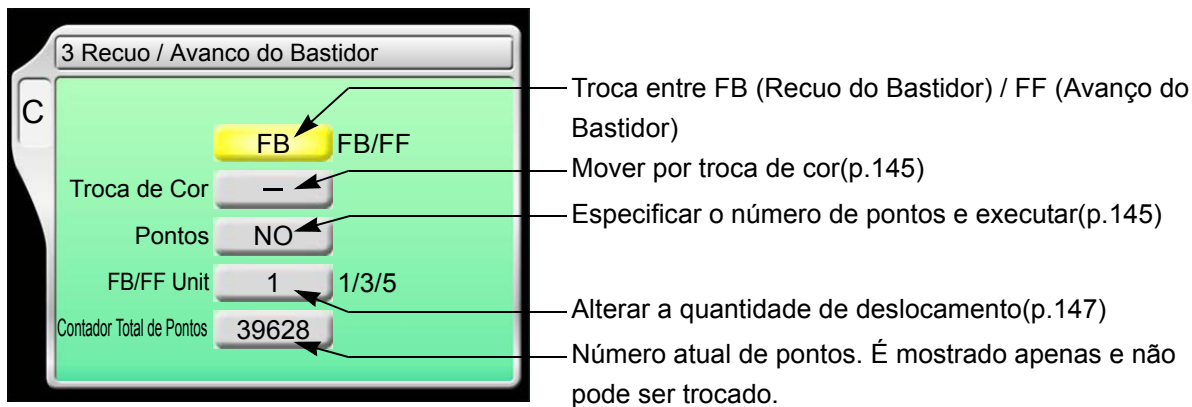 3 Recuo / Avanco do Bastidor
C
FB FB/FF
Troca de Cor –
Pontos NO
FB/FF Unit 1 1/3/5
Contador Total de Pontos 39628
Troca entre FB (Recuo do Bastidor) / FF (Avanço do
Bastidor)
Mover por troca de cor(p.145)
Especificar o número de pontos e executar(p.145)
Alterar a quantidade de deslocamento(p.147)
Número atual de pontos. É mostrado apenas e não
pode ser trocado.